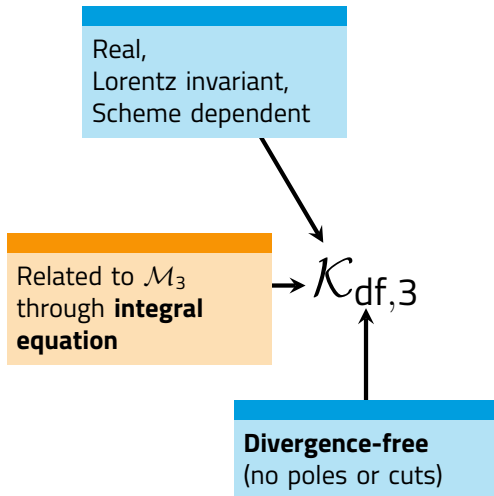 Real,
Lorentz invariant,
Scheme dependent
Related to ℳ₃
through integral
equation
𝒦df,3
Divergence-free
(no poles or cuts)